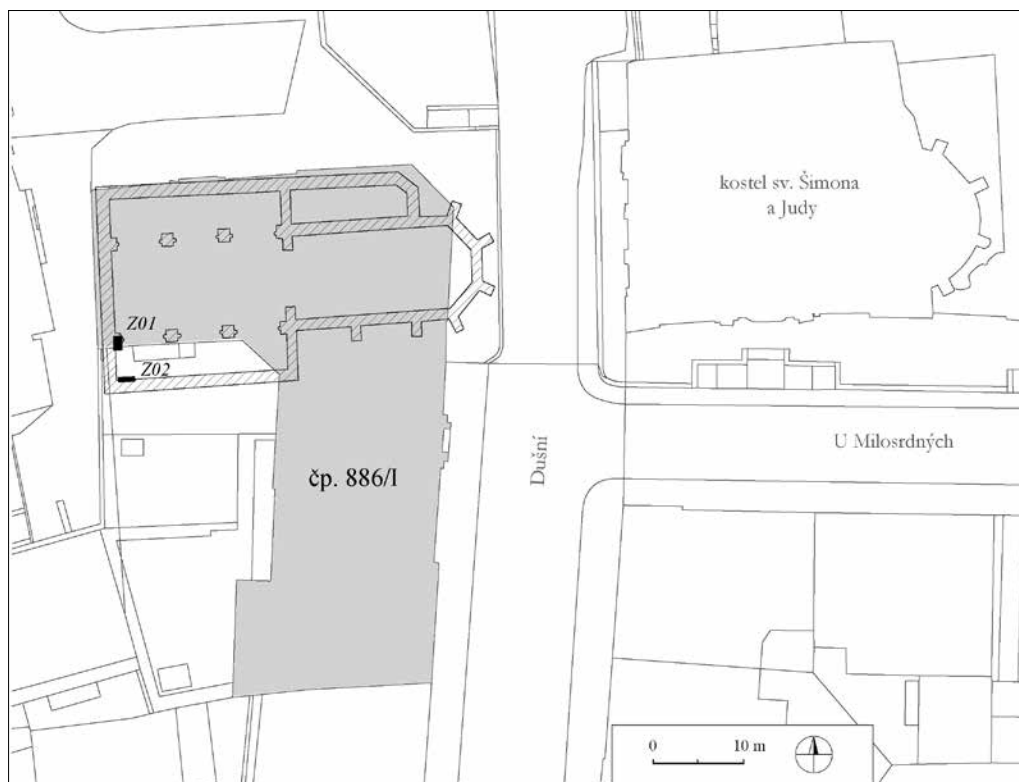 kostel sv. Šimona
a Judy
Z01
Z02
U Milosrdných
Dušní
čp. 886/I
0 10 m